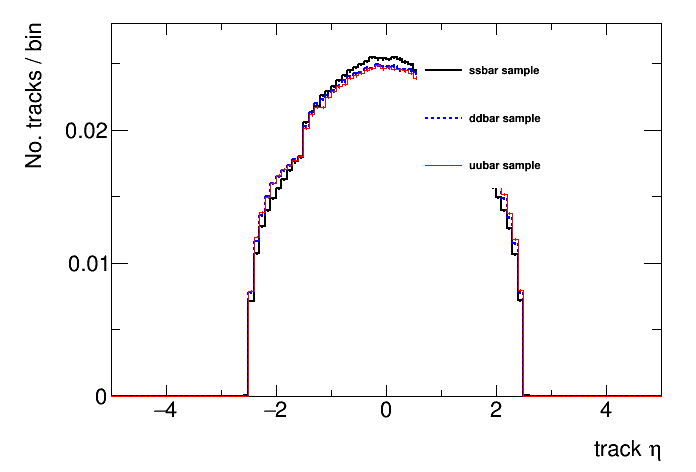 No. tracks / bin
ssbar sample
ddbar sample
uubar sample
0.02
0.01
0
−4
−2
0
2
4
track η